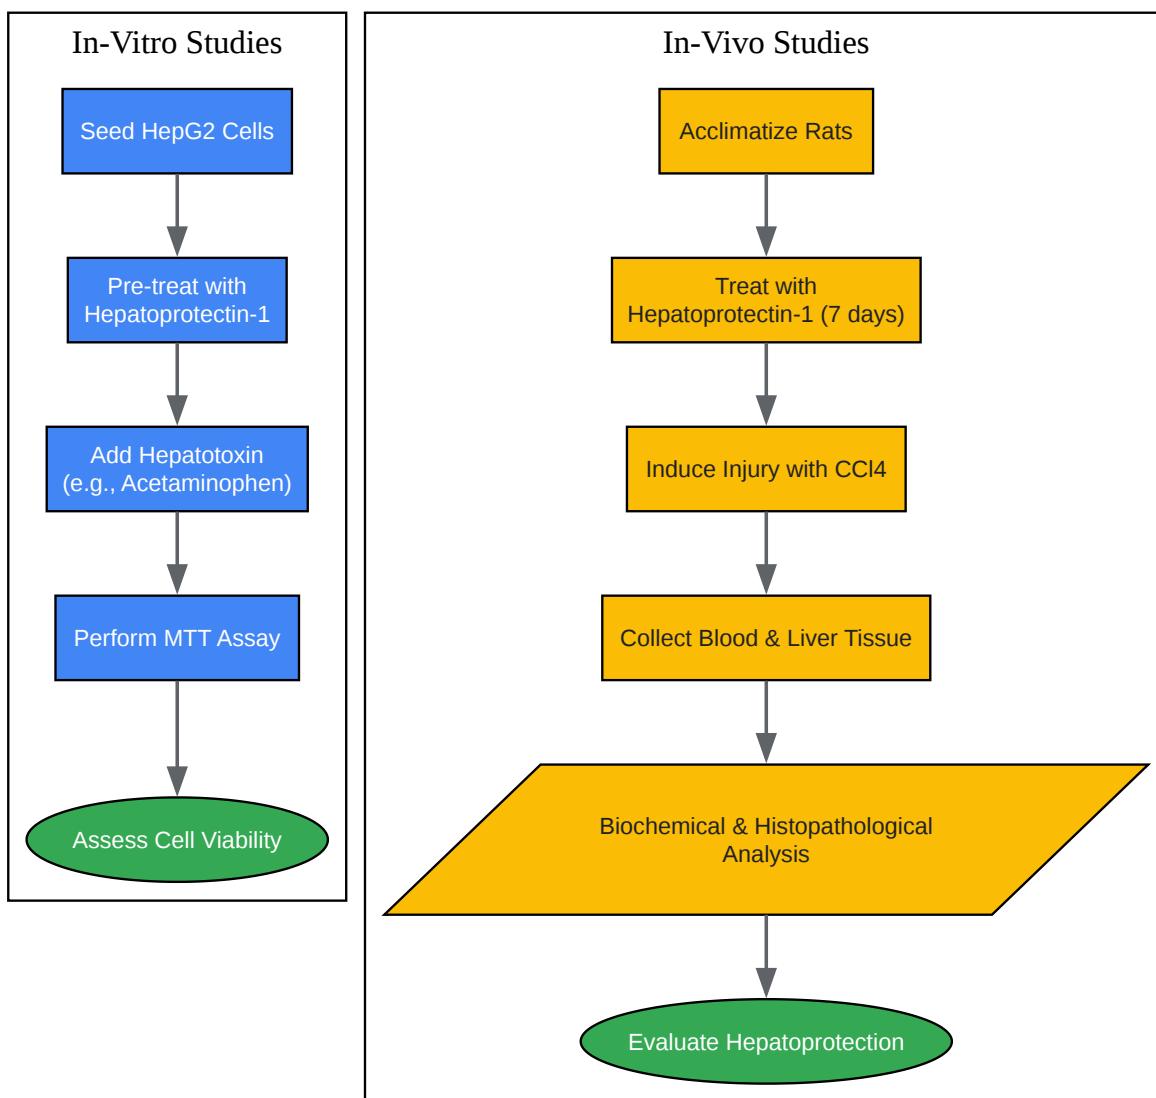 In-Vitro Studies
Seed HepG2 Cells
Pre-treat with
Hepatoprotectin-1
Add Hepatotoxin
(e.g., Acetaminophen)
Perform MTT Assay
Assess Cell Viability
In-Vivo Studies
Acclimatize Rats
Treat with
Hepatoprotectin-1 (7 days)
Induce Injury with CCl4
Collect Blood & Liver Tissue
Biochemical & Histopathological
Analysis
Evaluate Hepatoprotection